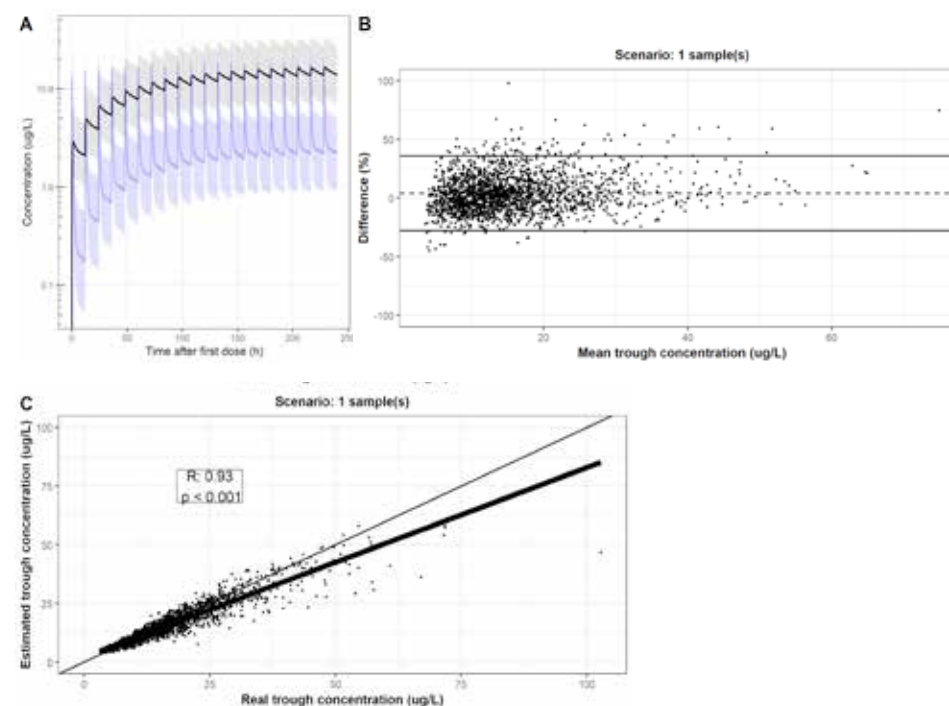 A
Concentration (ug/L)
10.0
1.0
0.1
0
50
100
150
200
250
Time after first dose (h)
B
Scenario: 1 sample(s)
Difference (%)
100
50
0
-50
-100
20
40
60
Mean trough concentration (ug/L)
C
Scenario: 1 sample(s)
Estimated trough concentration (ug/L)
100
75
50
25
0
R: 0.93
p < 0.001
0
25
50
75
100
Real trough concentration (ug/L)